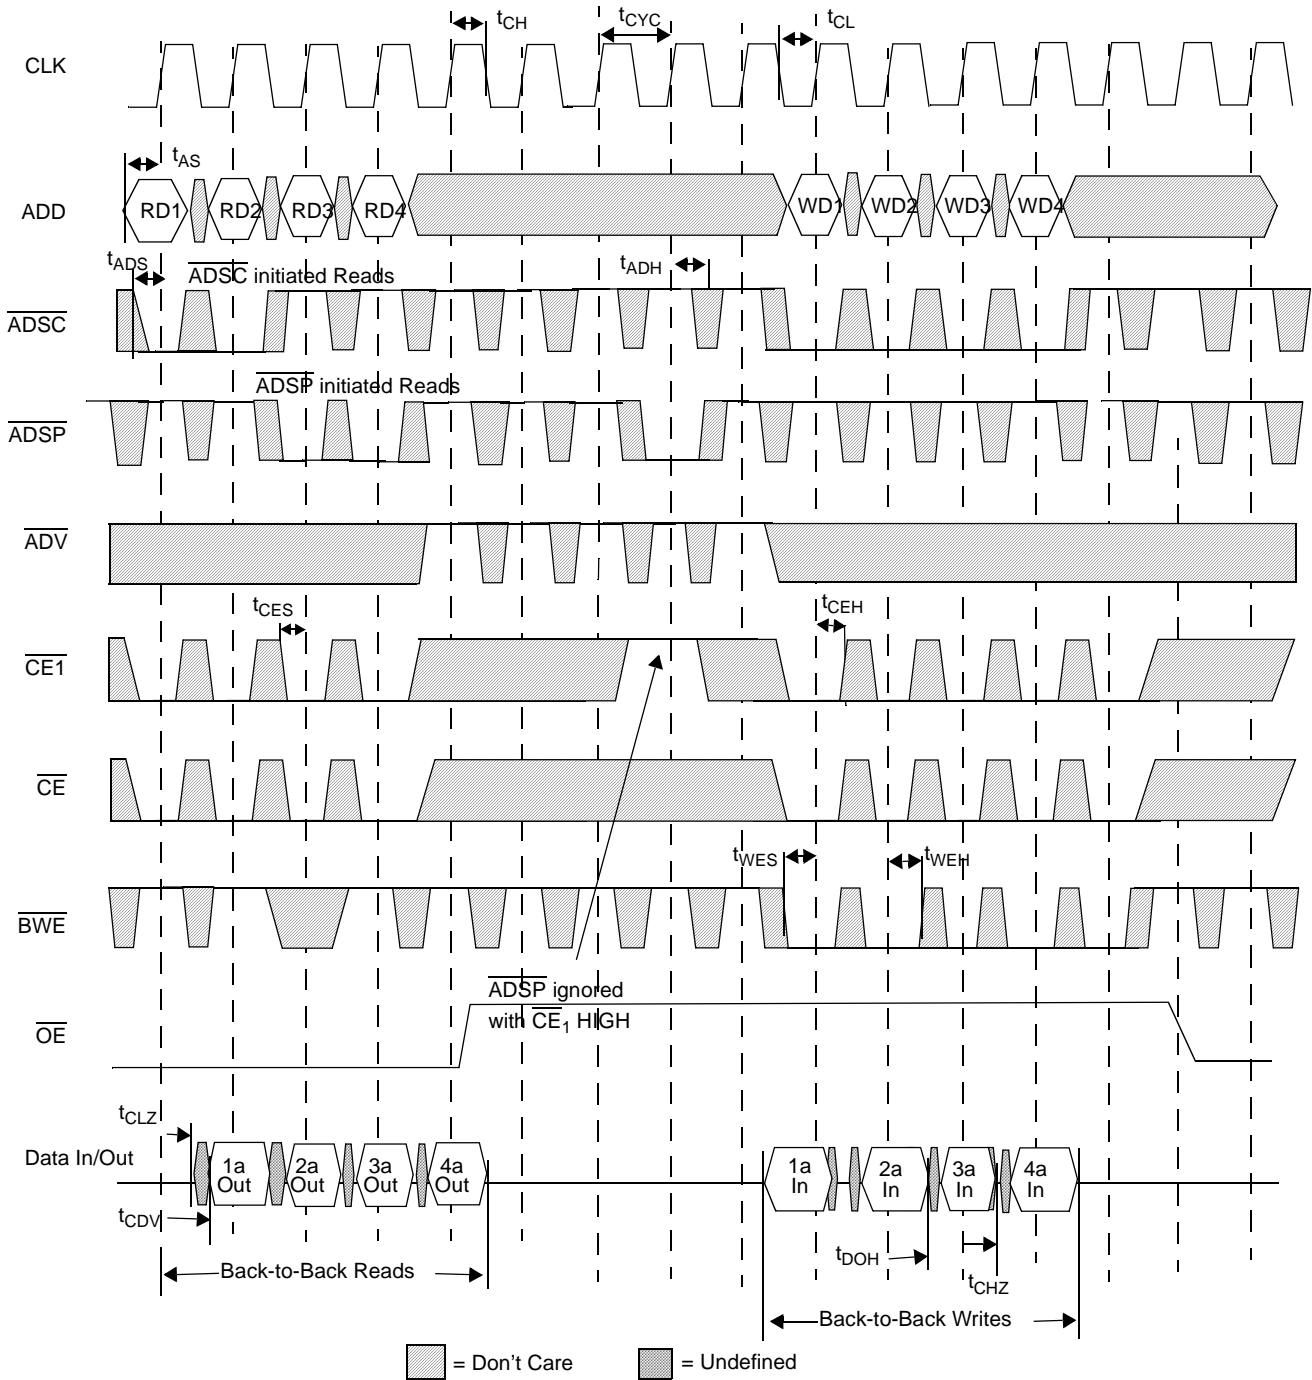 tCH
tCYC
tCL
CLK
tAS
ADD
RD1
RD2
RD3
RD4
WD1
WD2
WD3
WD4
tADS
ADSC initiated Reads
tADH
ADSC
ADSP initiated Reads
ADSP
ADV
tCES
tCEH
CE1
CE
tWES
tWEH
BWE
ADSP ignored
with CE1 HIGH
OE
tCLZ
Data In/Out
1a
Out
2a
Out
3a
Out
4a
Out
1a
In
2a
In
3a
In
4a
In
tCDV
tDOH
Back-to-Back Reads
tCHZ
Back-to-Back Writes
= Don't Care
= Undefined